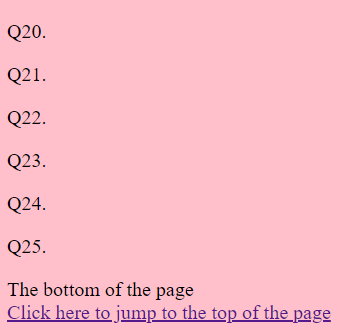 Q20.
Q21.
Q22.
Q23.
Q24.
Q25.
The bottom of the page
Click here to jump to the top of the page